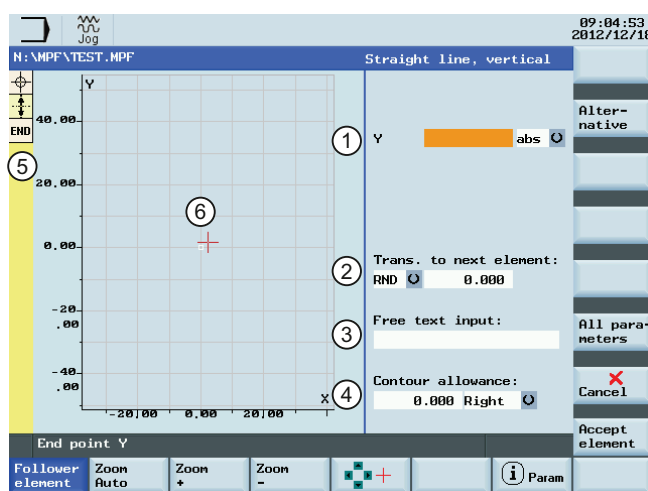 Jog
09:04:53
2012/12/18
N:\MPF\TEST.MPF
Straight line, vertical
Y
40.00
END
20.00
0.00
-20
.00
-40
.00
X
-20.00 0.00 20.00
5
6
1
Y abs
2
Trans. to next element:
RND 0.000
3
Free text input:
4
Contour allowance:
0.000 Right
Alter-
native
All para-
meters
Cancel
Accept
element
End point Y
Follower
element
Zoom
Auto
Zoom
+
Zoom
-
i Param